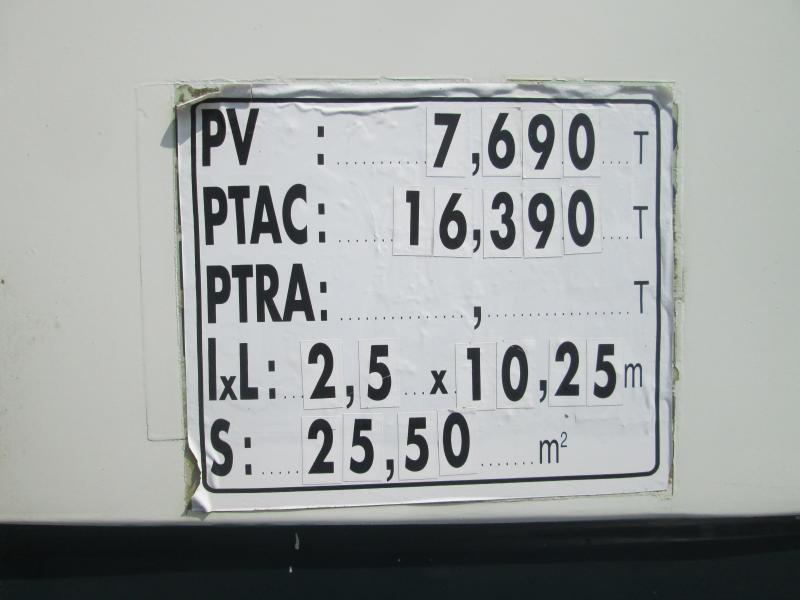 PV : 7,690 T
PTAC : 16,390 T
PTRA : , T
lxL : 2,5 x 10,25 m
S : 25,50 m²